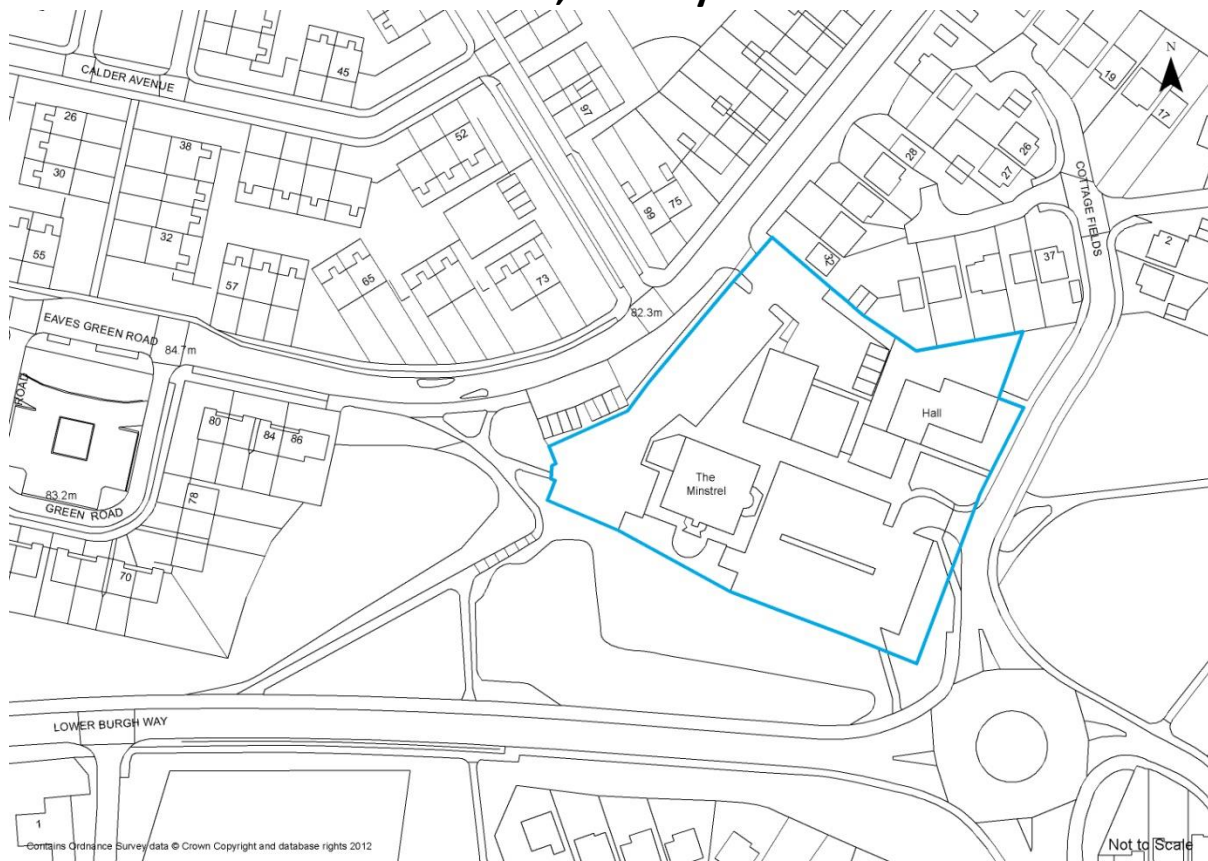 N
CALDER AVENUE
45
26
38
52
97
30
32
55
57
65
73
99
75
28
26
27
19
17
COTTAGE FIELDS
2
37
32
82.3m
EAVES GREEN ROAD
84.7m
ROAD
80
84
86
78
83.2m
GREEN ROAD
70
Hall
The
Minstrel
LOWER BURGH WAY
1
Contains Ordnance Survey data © Crown Copyright and database rights 2012
Not to Scale